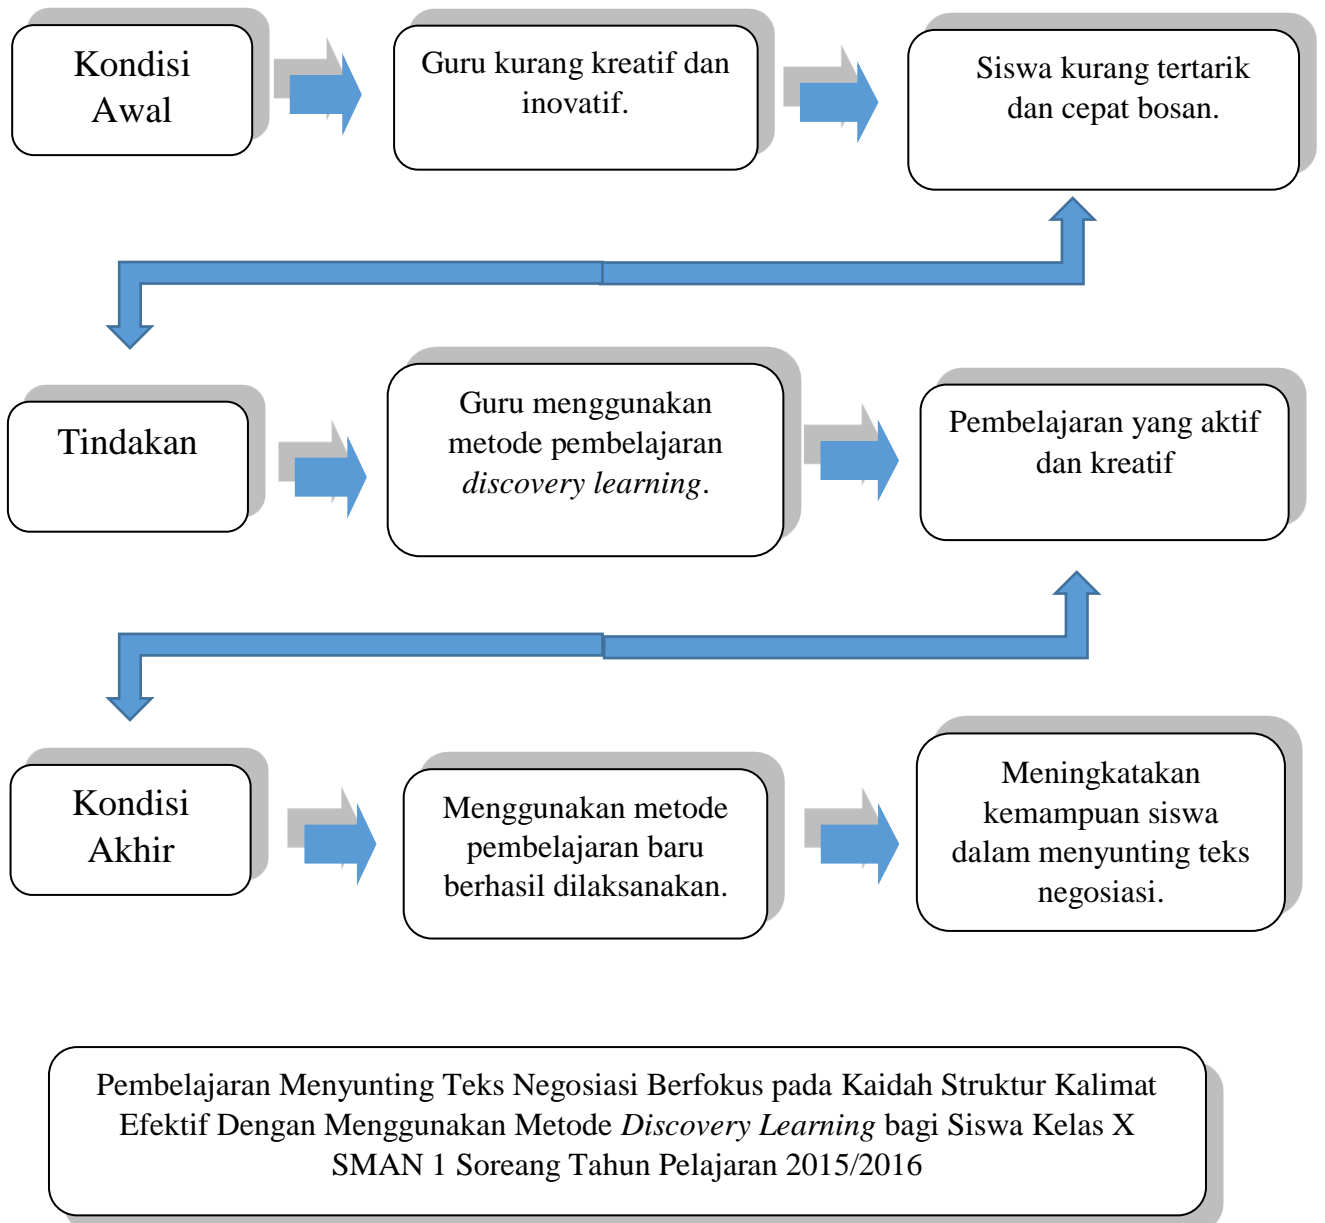 Kondisi
Awal
Guru kurang kreatif dan
inovatif.
Siswa kurang tertarik
dan cepat bosan.
Tindakan
Guru menggunakan
metode pembelajaran
discovery learning.
Pembelajaran yang aktif
dan kreatif
Kondisi
Akhir
Menggunakan metode
pembelajaran baru
berhasil dilaksanakan.
Meningkatakan
kemampuan siswa
dalam menyunting teks
negosiasi.
Pembelajaran Menyunting Teks Negosiasi Berfokus pada Kaidah Struktur Kalimat
Efektif Dengan Menggunakan Metode Discovery Learning bagi Siswa Kelas X
SMAN 1 Soreang Tahun Pelajaran 2015/2016